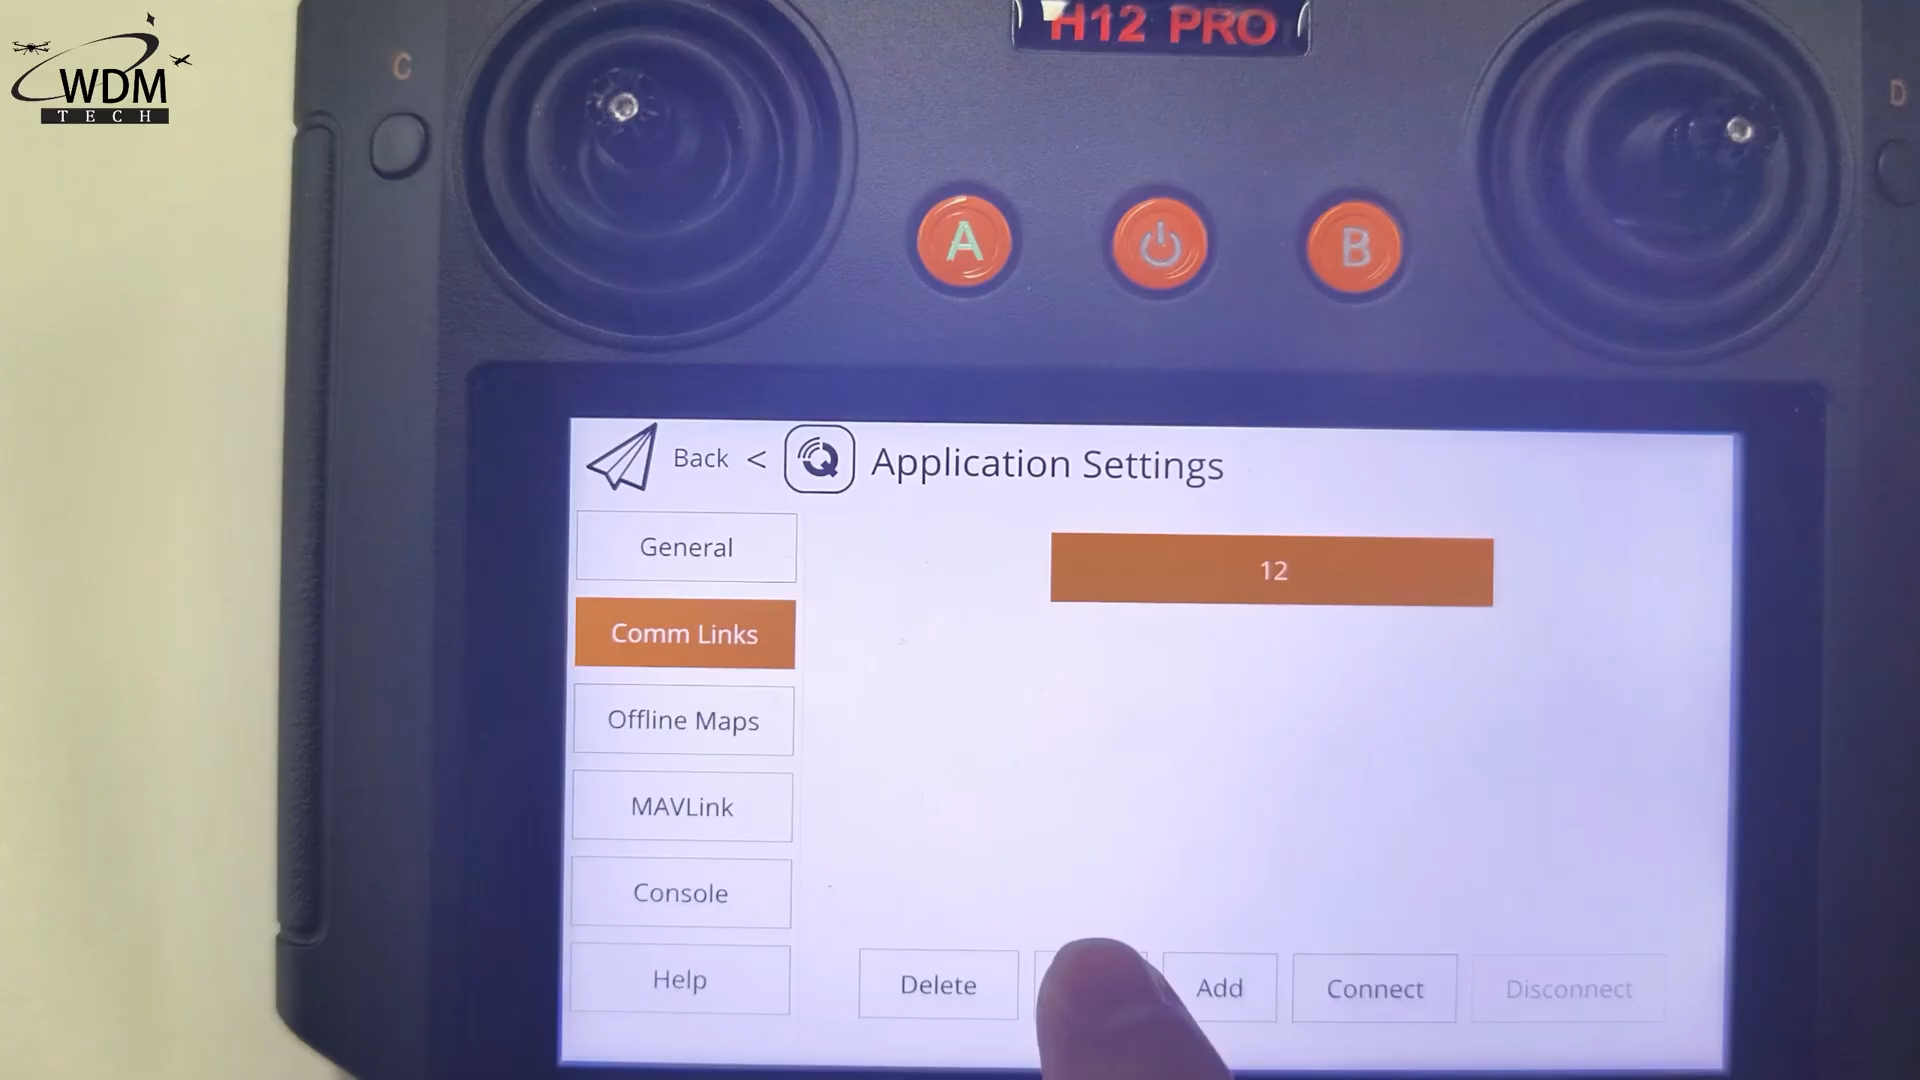 WDM
TECH
C
H12 PRO
D
A
B
Back < Application Settings
General
12
Comm Links
Offline Maps
MAVLink
Console
Help
Delete
Add
Connect
Disconnect